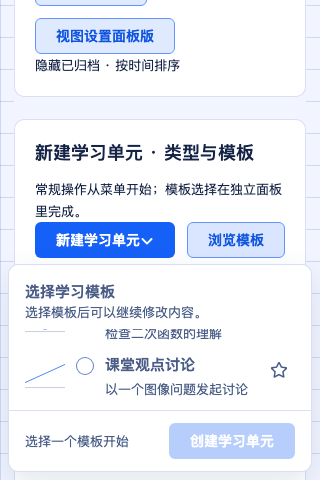 视图设置面板版
隐藏已归档 · 按时间排序
新建学习单元 · 类型与模板
常规操作从菜单开始；模板选择在独立面板
里完成。
新建学习单元
浏览模板
选择学习模板
选择模板后可以继续修改内容。
检查二次函数的理解
课堂观点讨论
以一个图像问题发起讨论
选择一个模板开始
创建学习单元